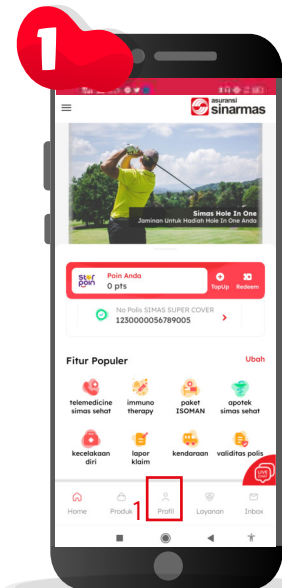 1
asuransi
sinarmas
Simas Hole In One
Jaminan Untuk Hadiah Hole In One Anda
Star
poin
Poin Anda
0 pts
TopUp
Redeem
No Polis SIMAS SUPER COVER
1230000056789005
Fitur Populer
Ubah
telemedicine
simas sehat
immuno
therapy
paket
ISOMAN
apotek
simas sehat
kecelakaan
diri
lapor
klaim
kendaraan
validitas polis
LIVE
1
Home
Produk
Profil
Layanan
Inbox